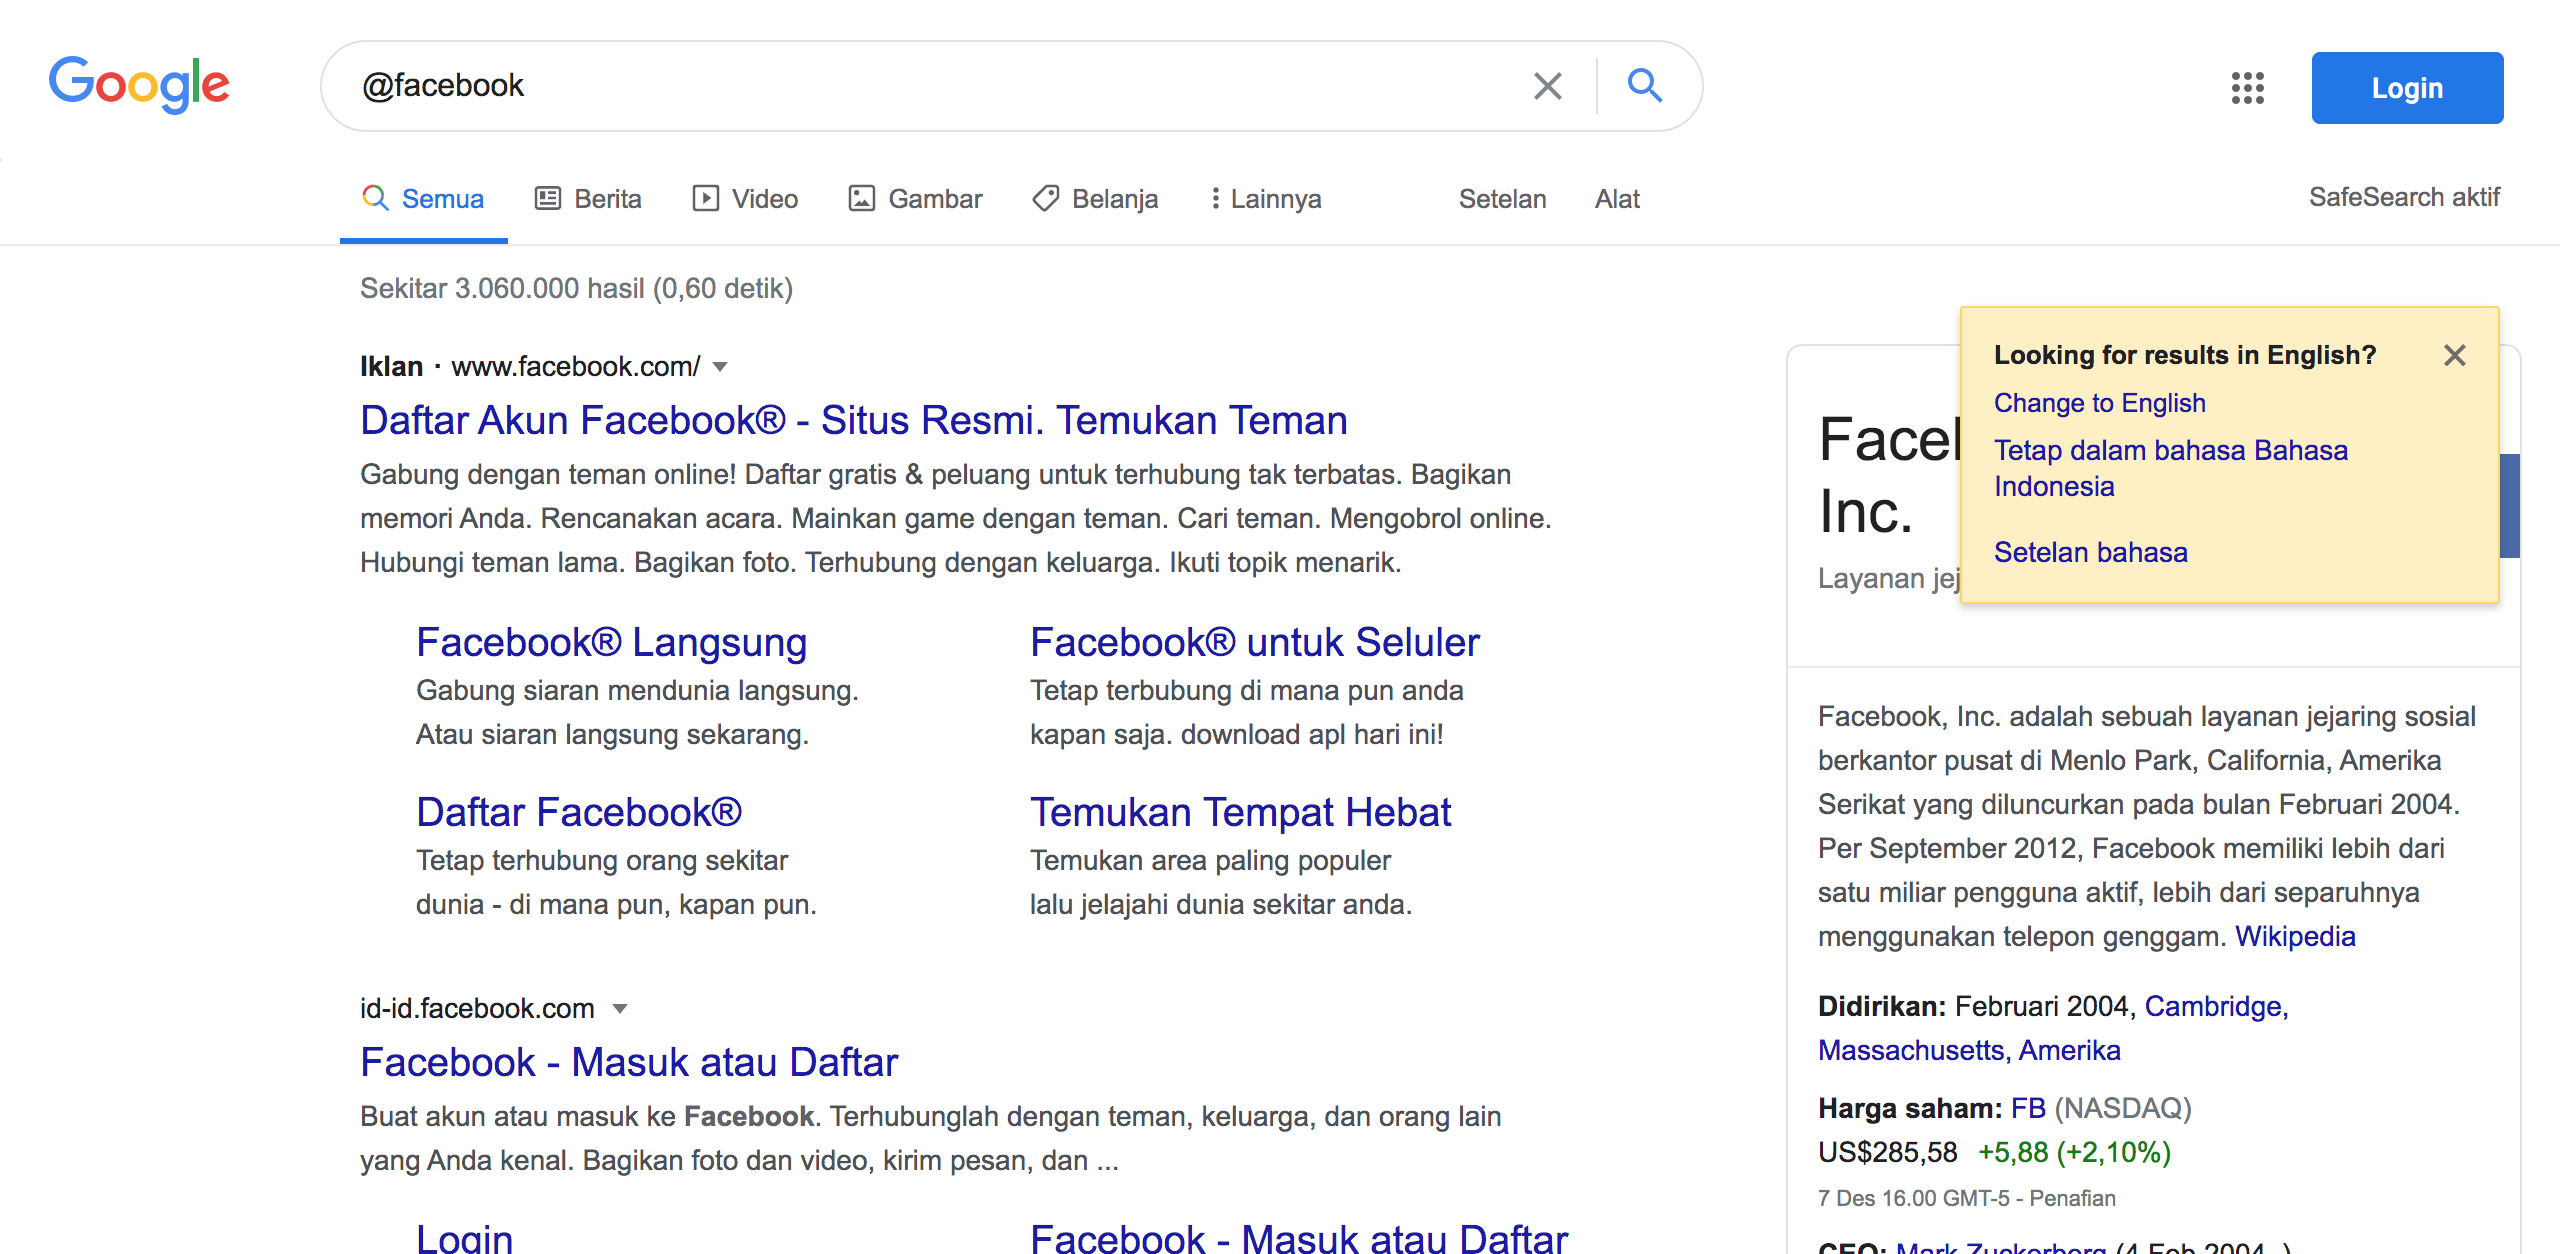 Google
@facebook
Login
Semua
Berita
Video
Gambar
Belanja
Lainnya
Setelan
Alat
SafeSearch aktif
Sekitar 3.060.000 hasil (0,60 detik)
Iklan · www.facebook.com/
Daftar Akun Facebook® - Situs Resmi. Temukan Teman
Gabung dengan teman online! Daftar gratis & peluang untuk terhubung tak terbatas. Bagikan
memori Anda. Rencanakan acara. Mainkan game dengan teman. Cari teman. Mengobrol online.
Hubungi teman lama. Bagikan foto. Terhubung dengan keluarga. Ikuti topik menarik.
Facebook® Langsung
Gabung siaran mendunia langsung.
Atau siaran langsung sekarang.
Facebook® untuk Seluler
Tetap terbubung di mana pun anda
kapan saja. download apl hari ini!
Daftar Facebook®
Tetap terhubung orang sekitar
dunia - di mana pun, kapan pun.
Temukan Tempat Hebat
Temukan area paling populer
lalu jelajahi dunia sekitar anda.
id-id.facebook.com
Facebook - Masuk atau Daftar
Buat akun atau masuk ke Facebook. Terhubunglah dengan teman, keluarga, dan orang lain
yang Anda kenal. Bagikan foto dan video, kirim pesan, dan ...
Login
Facebook - Masuk atau Daftar
Looking for results in English?
Change to English
Tetap dalam bahasa Bahasa
Indonesia
Setelan bahasa
Inc.
Layanan
Facebook, Inc. adalah sebuah layanan jejaring sosial
berkantor pusat di Menlo Park, California, Amerika
Serikat yang diluncurkan pada bulan Februari 2004.
Per September 2012, Facebook memiliki lebih dari
satu miliar pengguna aktif, lebih dari separuhnya
menggunakan telepon genggam. Wikipedia
Didirikan: Februari 2004, Cambridge,
Massachusetts, Amerika
Harga saham: FB (NASDAQ)
US$285,58 +5,88 (+2,10%)
7 Des 16.00 GMT-5 - Penafian
CEO: Mark Zuckerberg (4 Feb 2004–)